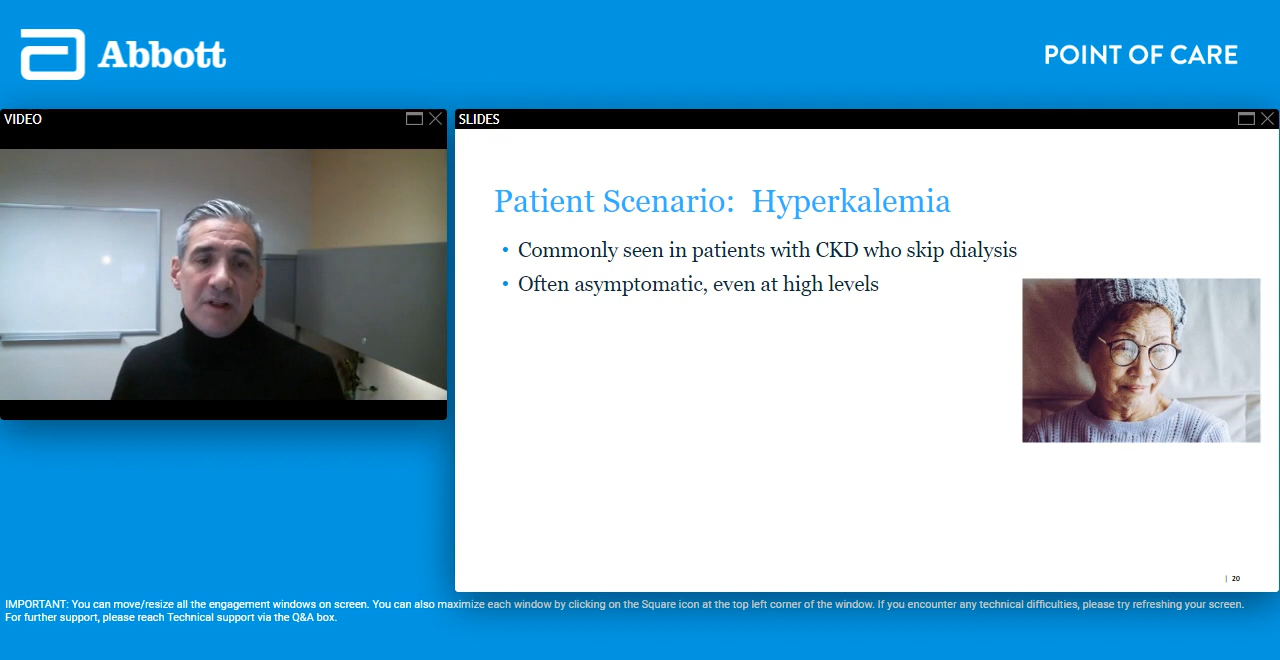 Abbott
POINT OF CARE
VIDEO
SLIDES
Patient Scenario: Hyperkalemia
• Commonly seen in patients with CKD who skip dialysis
• Often asymptomatic, even at high levels
| 20
IMPORTANT: You can move/resize all the engagement windows on screen. You can also maximize each window by clicking on the Square icon at the top left corner of the window. If you encounter any technical difficulties, please try refreshing your screen.
For further support, please reach Technical support via the Q&A box.